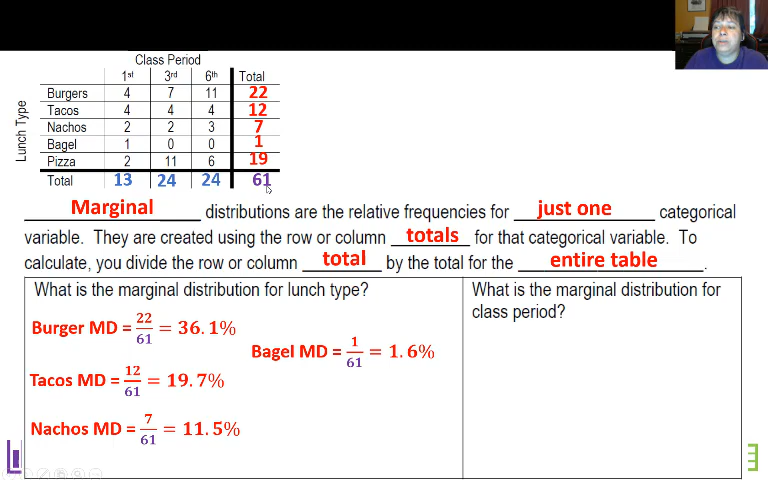 Class Period
1st 3rd 6th Total
Lunch Type
Burgers 4 7 11 22
Tacos 4 4 4 12
Nachos 2 2 3 7
Bagel 1 0 0 1
Pizza 2 11 6 19
Total 13 24 24 61
Marginal distributions are the relative frequencies for just one categorical
variable. They are created using the row or column totals for that categorical variable. To
calculate, you divide the row or column total by the total for the entire table.
What is the marginal distribution for lunch type?
Burger MD = 22/61 = 36.1%
Bagel MD = 1/61 = 1.6%
Tacos MD = 12/61 = 19.7%
Nachos MD = 7/61 = 11.5%
What is the marginal distribution for
class period?